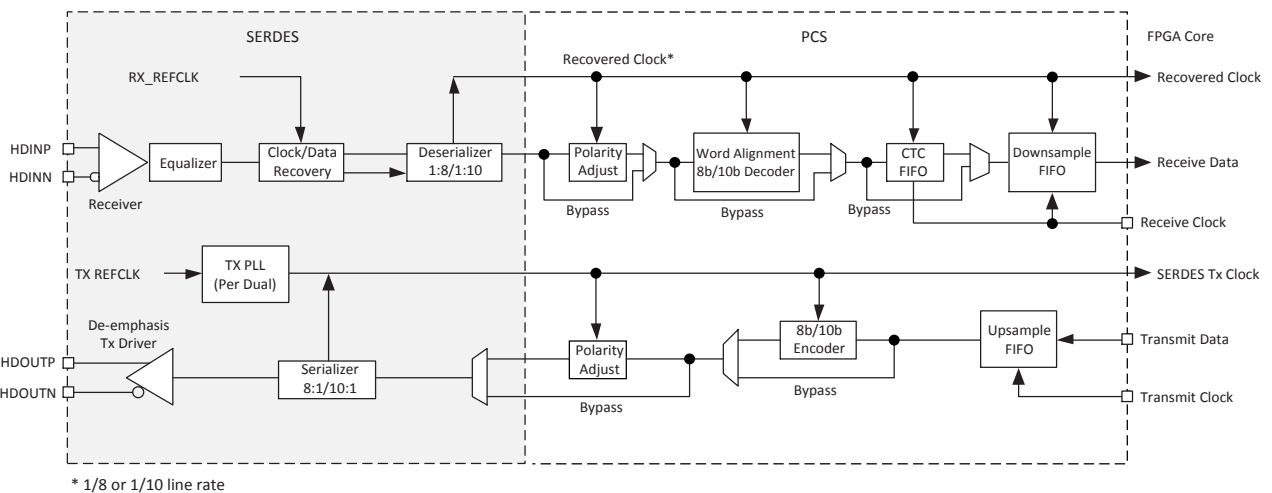 SERDES
PCS
FPGA Core
Recovered Clock*
RX_REFCLK
Recovered Clock
HDINP
HDINN
Receiver
Equalizer
Clock/Data
Recovery
Deserializer
1:8/1:10
Polarity
Adjust
Bypass
Word Alignment
8b/10b Decoder
Bypass
CTC
FIFO
Bypass
Downsample
FIFO
Receive Data
Receive Clock
TX REFCLK
TX PLL
(Per Dual)
SERDES Tx Clock
De-emphasis
Tx Driver
HDOUTP
HDOUTN
Serializer
8:1/10:1
Polarity
Adjust
Bypass
8b/10b
Encoder
Bypass
Upsample
FIFO
Transmit Data
Transmit Clock
* 1/8 or 1/10 line rate